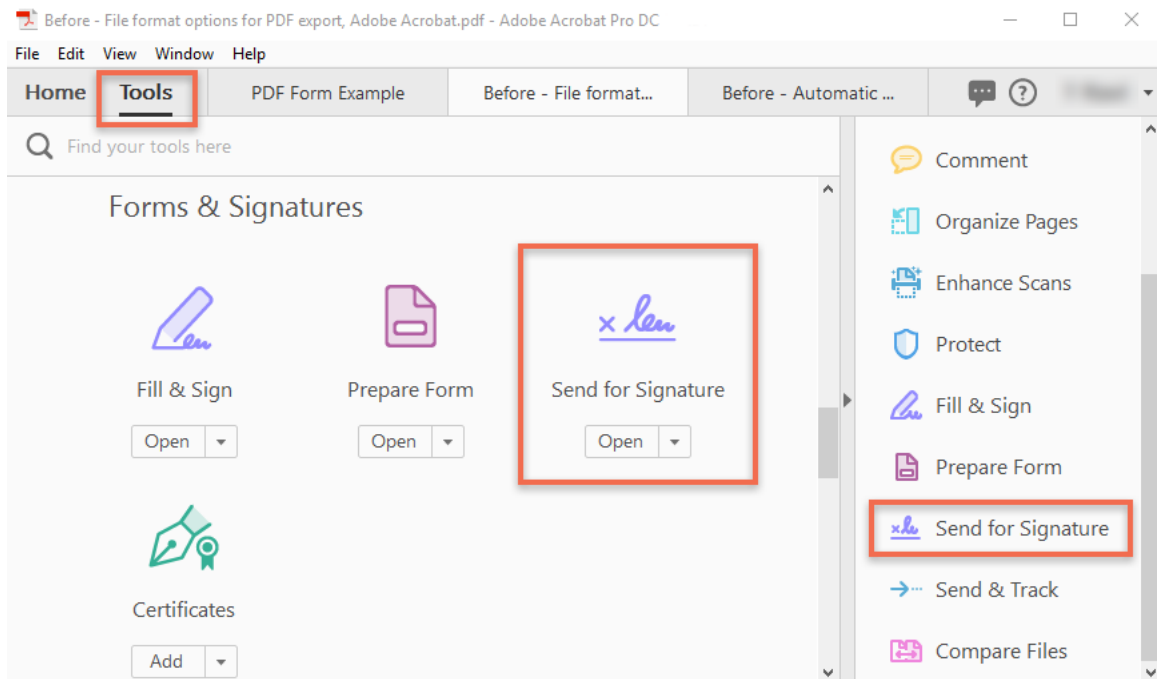 Before - File format options for PDF export, Adobe Acrobat.pdf - Adobe Acrobat Pro DC
File Edit View Window Help
Home Tools PDF Form Example Before - File format... Before - Automatic ...
Find your tools here
Forms & Signatures
Fill & Sign Prepare Form Send for Signature
Open Open Open
Certificates
Add
Comment
Organize Pages
Enhance Scans
Protect
Fill & Sign
Prepare Form
Send for Signature
Send & Track
Compare Files